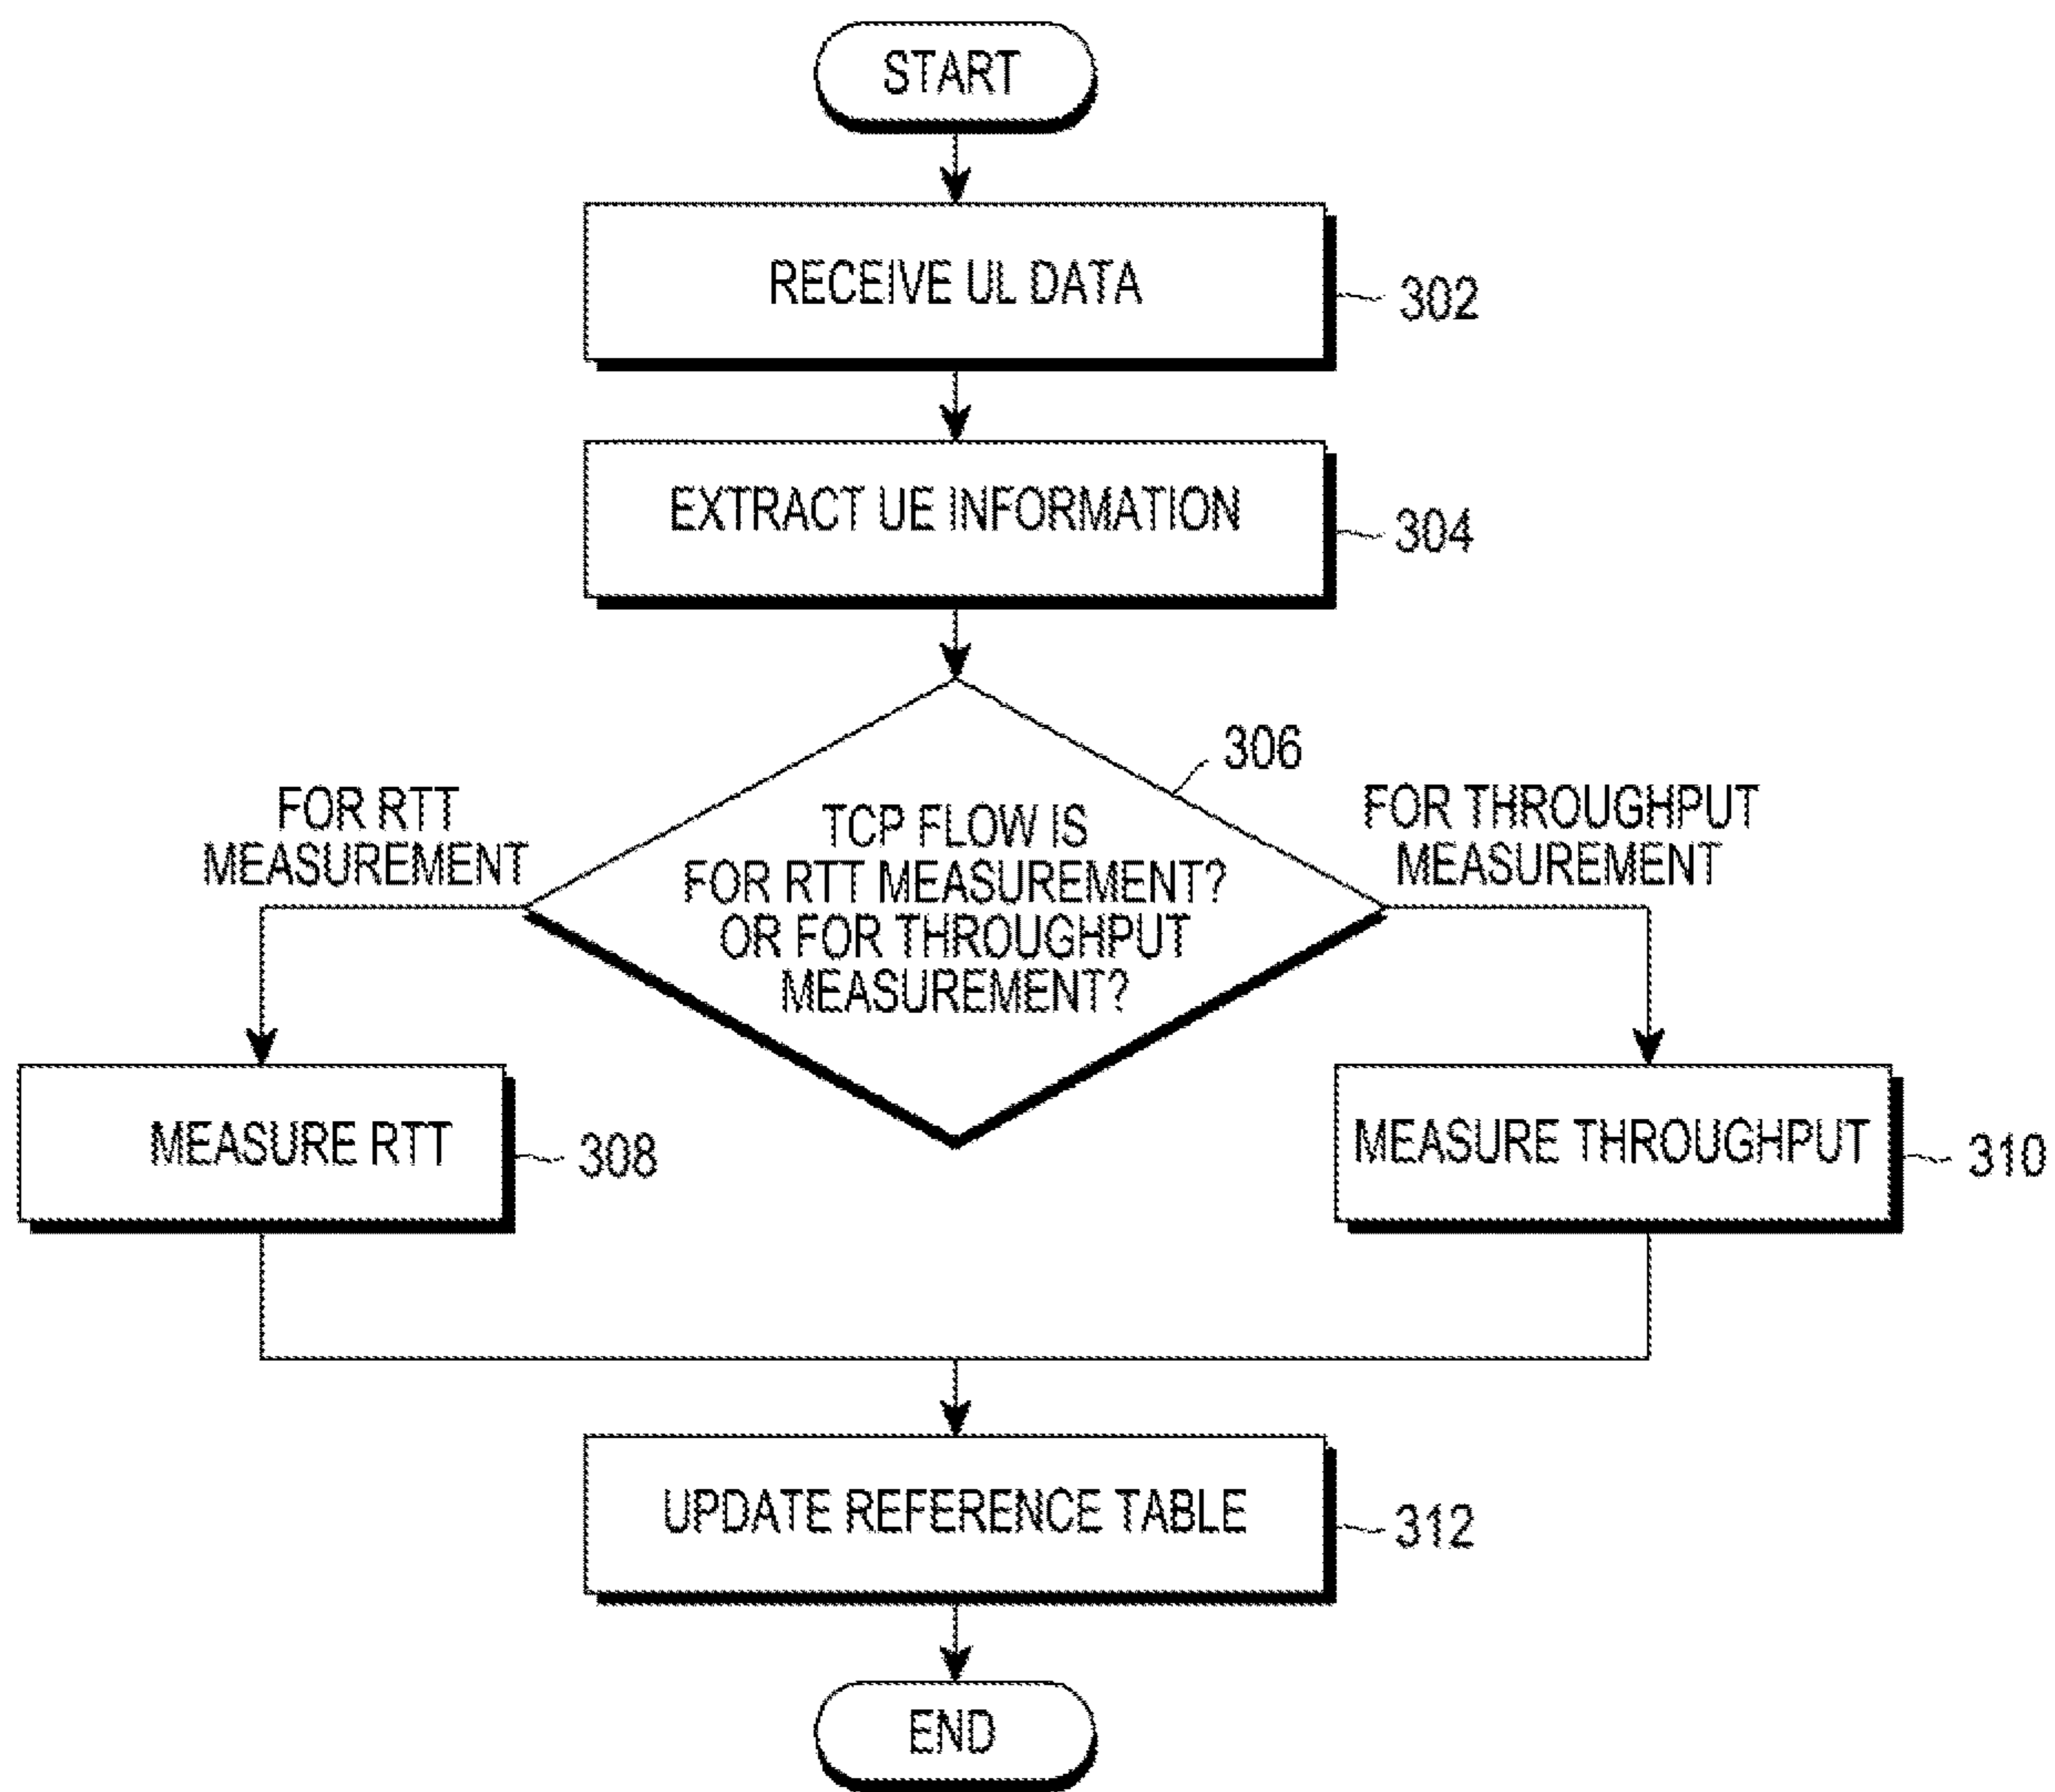 START
RECEIVE UL DATA
302
EXTRACT UE INFORMATION
304
306
FOR RTT
MEASUREMENT
TCP FLOW IS
FOR RTT MEASUREMENT?
OR FOR THROUGHPUT
MEASUREMENT?
FOR THROUGHPUT
MEASUREMENT
MEASURE RTT
308
MEASURE THROUGHPUT
310
UPDATE REFERENCE TABLE
312
END